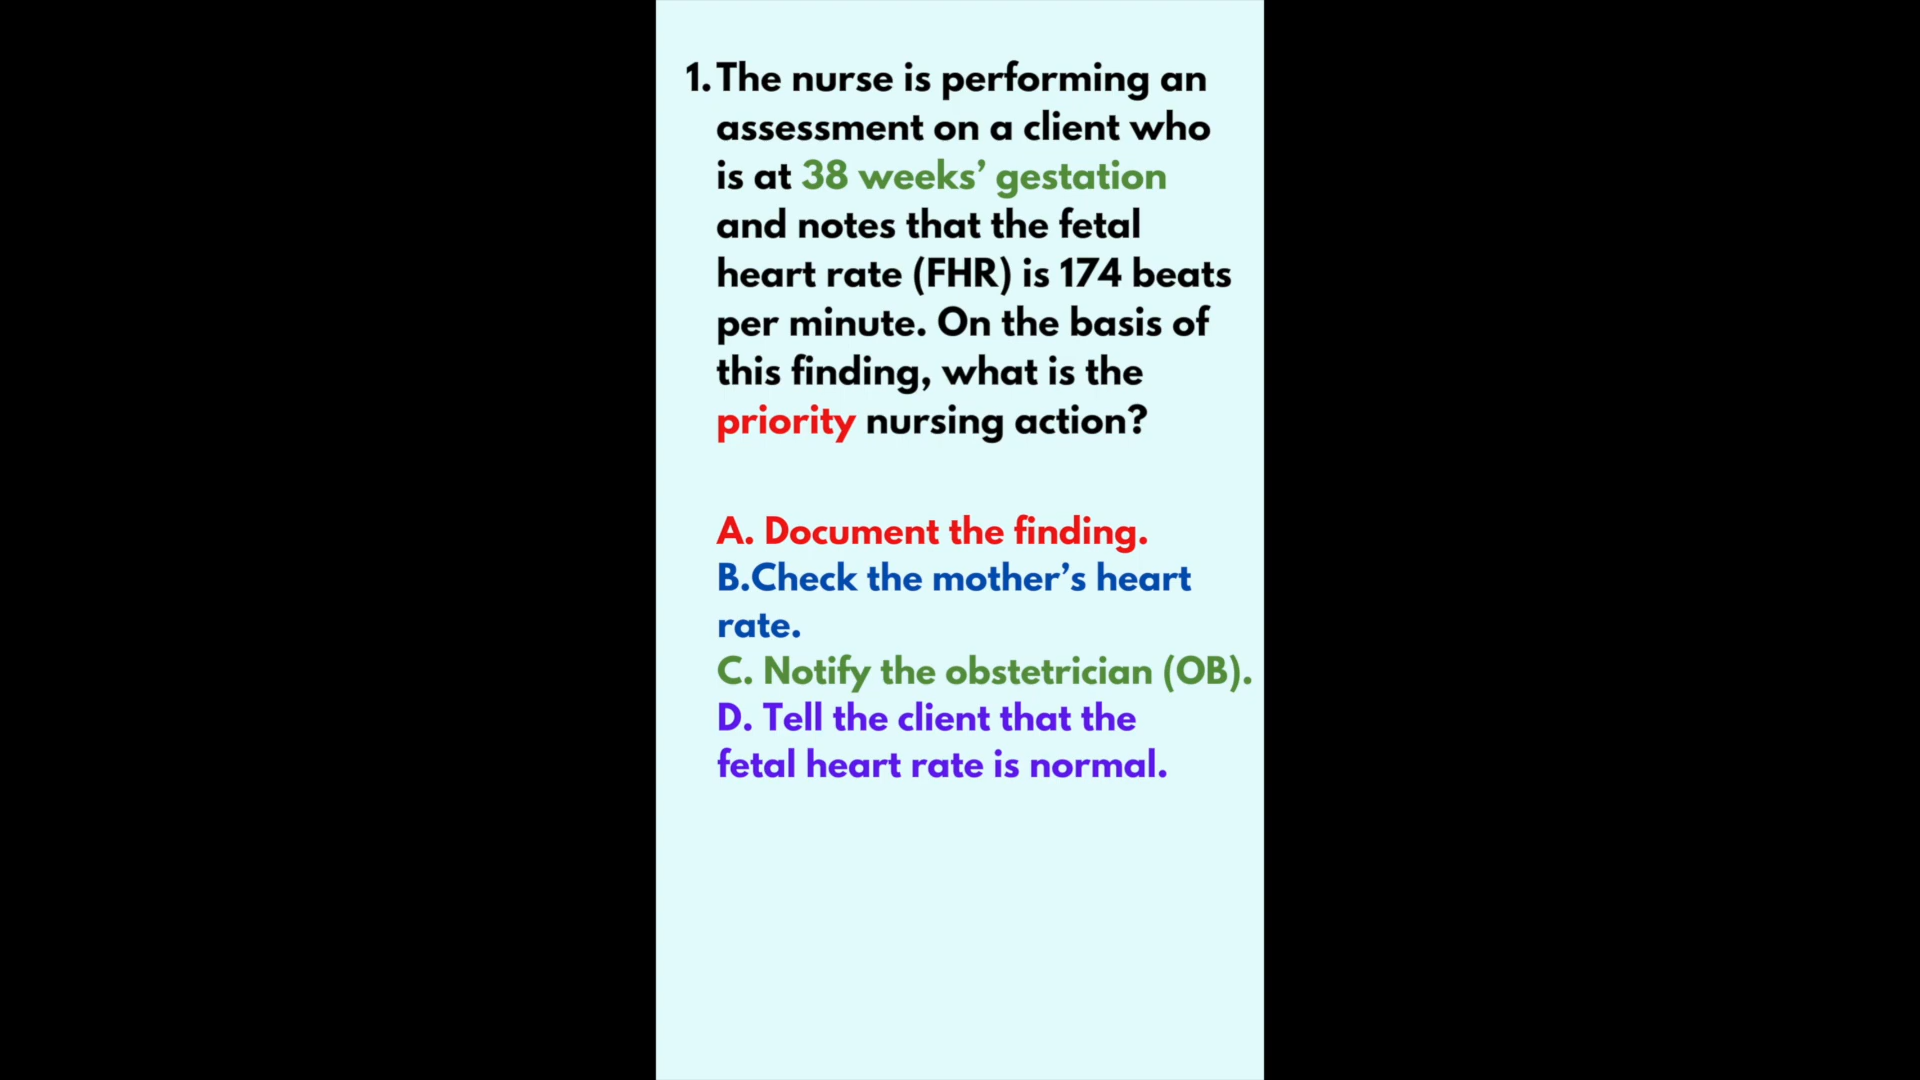 1. The nurse is performing an
assessment on a client who
is at 38 weeks’ gestation
and notes that the fetal
heart rate (FHR) is 174 beats
per minute. On the basis of
this finding, what is the
priority nursing action?
A. Document the finding.
B.Check the mother’s heart
rate.
C. Notify the obstetrician (OB).
D. Tell the client that the
fetal heart rate is normal.